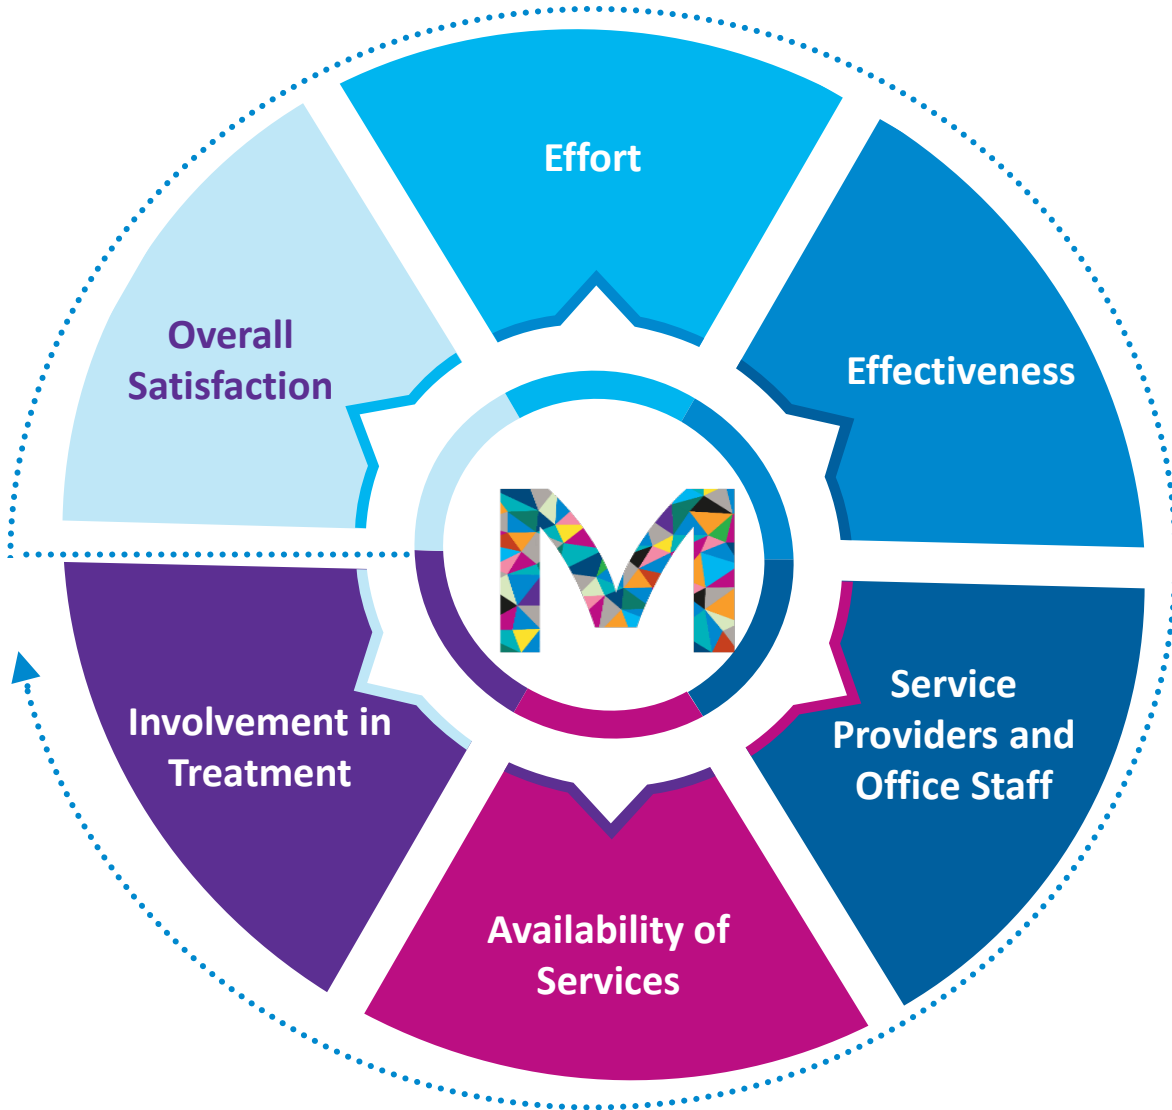 Effort
Effectiveness
Service
Providers and
Office Staff
Availability of
Services
Involvement in
Treatment
Overall
Satisfaction
M